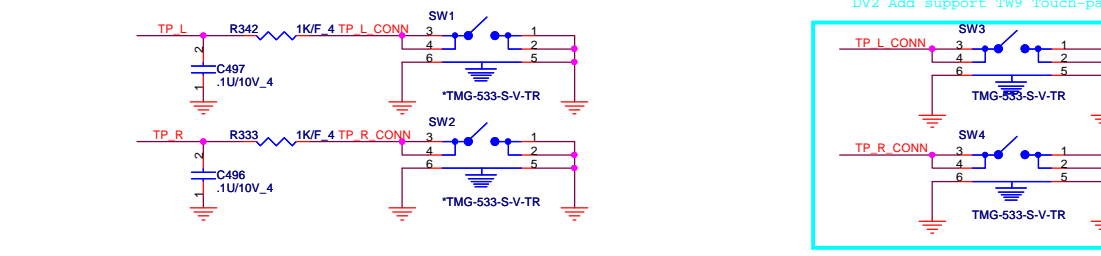 DV2 Add support TW9 Touch-pa
SW1
TP_L R342 1K/F_4 TP_L_CONN 3 1
4 2
6 5
2
C497
.1U/10V_4
1
*TMG-533-S-V-TR
SW2
TP_R R333 1K/F_4 TP_R_CONN 3 1
4 2
6 5
2
C496
.1U/10V_4
1
*TMG-533-S-V-TR
SW3
TP_L_CONN 3 1
4 2
6 5
TMG-533-S-V-TR
SW4
TP_R_CONN 3 1
4 2
6 5
TMG-533-S-V-TR